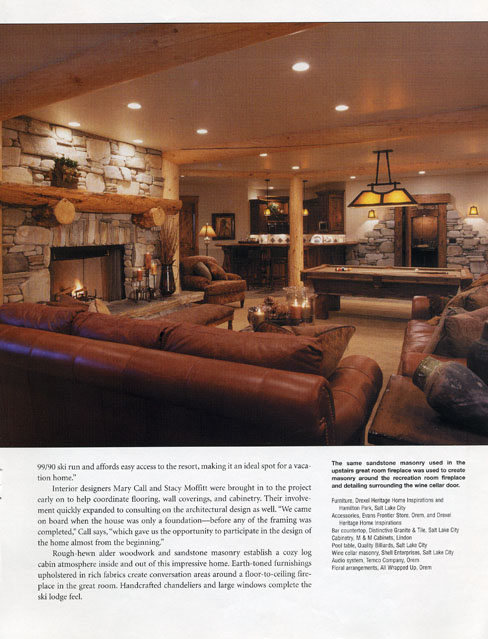 99/90 ski run and affords easy access to the resort, making it an ideal spot for a vaca-
tion home."
Interior designers Mary Call and Stacy Moffitt were brought in to the project
early on to help coordinate flooring, wall coverings, and cabinetry. Their involve-
ment quickly expanded to consulting on the architectural design as well. "We came
on board when the house was only a foundation—before any of the framing was
completed," Call says, "which gave us the opportunity to participate in the design of
the home almost from the beginning."
Rough-hewn alder woodwork and sandstone masonry establish a cozy log
cabin atmosphere inside and out of this impressive home. Earth-toned furnishings
upholstered in rich fabrics create conversation areas around a floor-to-ceiling fire-
place in the great room. Handcrafted chandeliers and large windows complete the
ski lodge feel.
The same sandstone masonry used in the
upstairs great room fireplace was used to create
masonry around the recreation room fireplace
and detailing surrounding the wine cellar door.
Furniture, Drexel Heritage Home Inspirations and
Hamilton Park, Salt Lake City
Accessories, Evans Frontier Store, Orem, and Drexel
Heritage Home Inspirations
Bar countertop, Distinctive Granite & Tile, Salt Lake City
Cabinetry, M & M Cabinets, Lindon
Pool table, Quality Billiards, Salt Lake City
Wine cellar masonry, Shell Enterprises, Salt Lake City
Audio system, Temco Company, Orem
Floral arrangements, All Wrapped Up, Orem